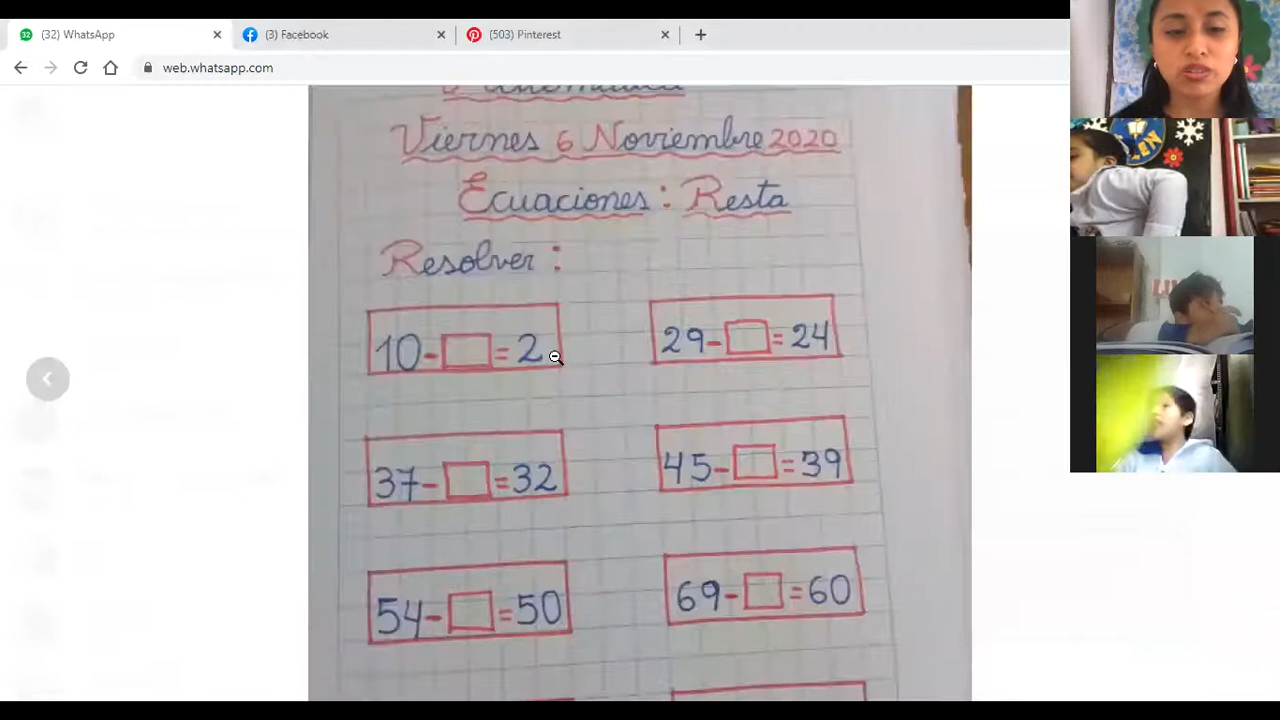 (32) WhatsApp
(3) Facebook
(503) Pinterest
web.whatsapp.com
Viernes 6 Noviembre 2020
Ecuaciones: Resta
Resolver:
10-□=2
29-□=24
37-□=32
45-□=39
54-□=50
69-□=60